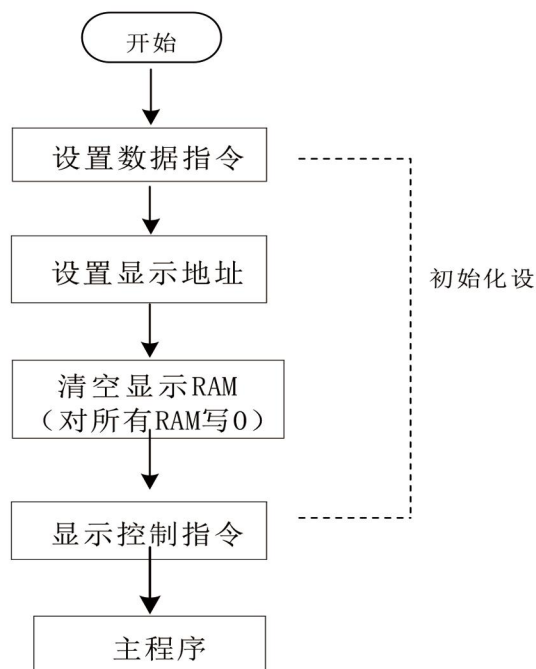 开始
设置数据指令
设置显示地址
初始化设
清空显示RAM
（对所有RAM写0）
显示控制指令
主程序